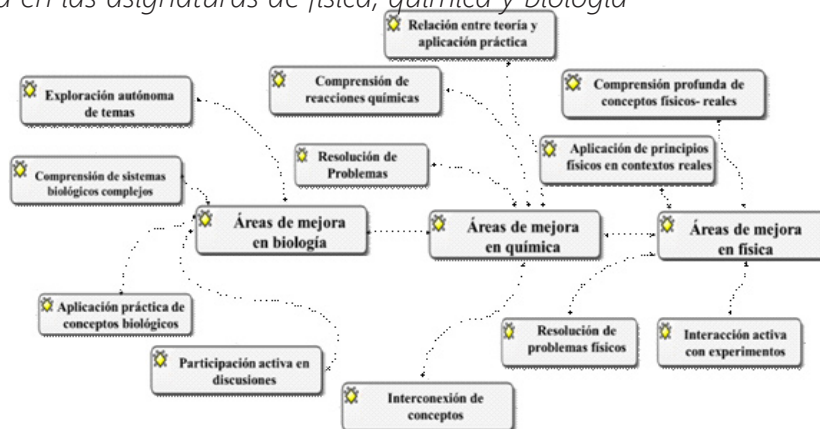 en las asignaturas de física, química y biología
Relación entre teoría y
aplicación práctica
Comprensión de
reacciones químicas
Comprensión profunda de
conceptos físicos- reales
Exploración autónoma
de temas
Resolución de
Problemas
Aplicación de principios
físicos en contextos reales
Comprensión de sistemas
biológicos complejos
Áreas de mejora
en biología
Áreas de mejora
en química
Áreas de mejora
en física
Aplicación práctica de
conceptos biológicos
Resolución de
problemas físicos
Interacción activa
con experimentos
Participación activa en
discusiones
Interconexión de
conceptos